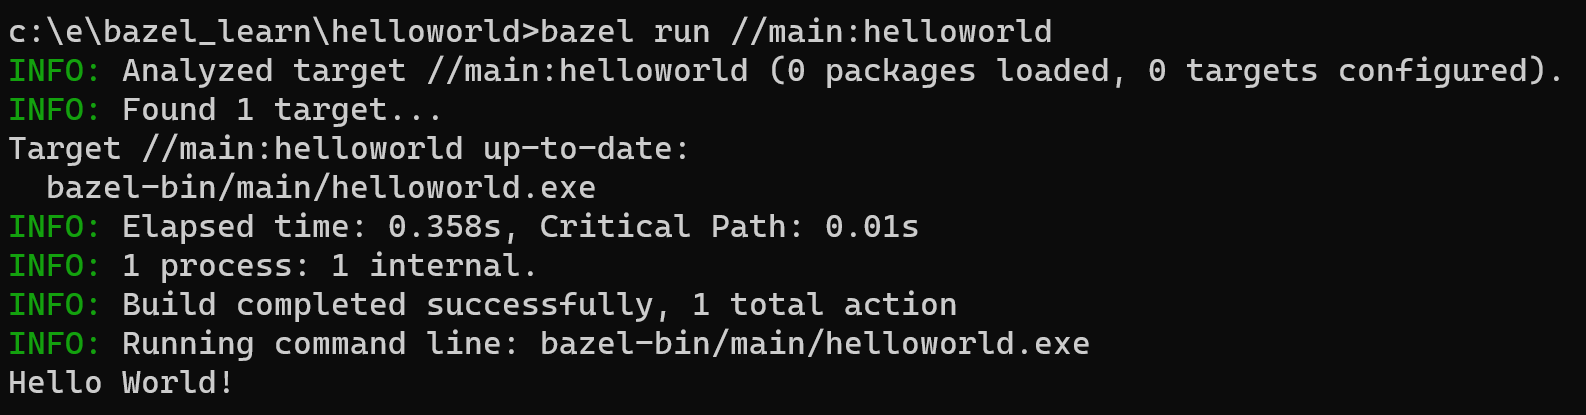 c:\e\bazel_learn\helloworld>bazel run //main:helloworld
INFO: Analyzed target //main:helloworld (0 packages loaded, 0 targets configured).
INFO: Found 1 target...
Target //main:helloworld up-to-date:
  bazel-bin/main/helloworld.exe
INFO: Elapsed time: 0.358s, Critical Path: 0.01s
INFO: 1 process: 1 internal.
INFO: Build completed successfully, 1 total action
INFO: Running command line: bazel-bin/main/helloworld.exe
Hello World!